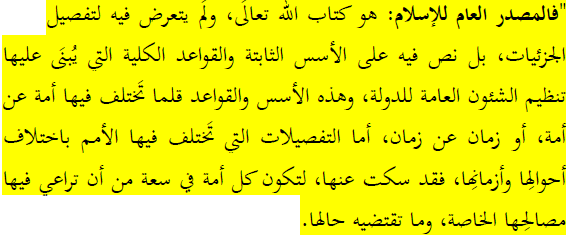 "فالمصدر العام للإسلام: هو كتاب الله تعالَى، ولَم يتعرض فيه لتفصيل
الجزئيات، بل نص فيه على الأسس الثابتة والقواعد الكلية التي يُبنَى عليها
تنظيم الشئون العامة للدولة، وهذه الأسس والقواعد قلما تَختلف فيها أمة عن
أمة، أو زمان عن زمان، أما التفصيلات التي تَختلف فيها الأمم باختلاف
أحوالِها وأزمانِها، فقد سكت عنها، لتكون كل أمة في سعة من أن تراعي فيها
مصالحِها الخاصة، وما تقتضيه حالها.